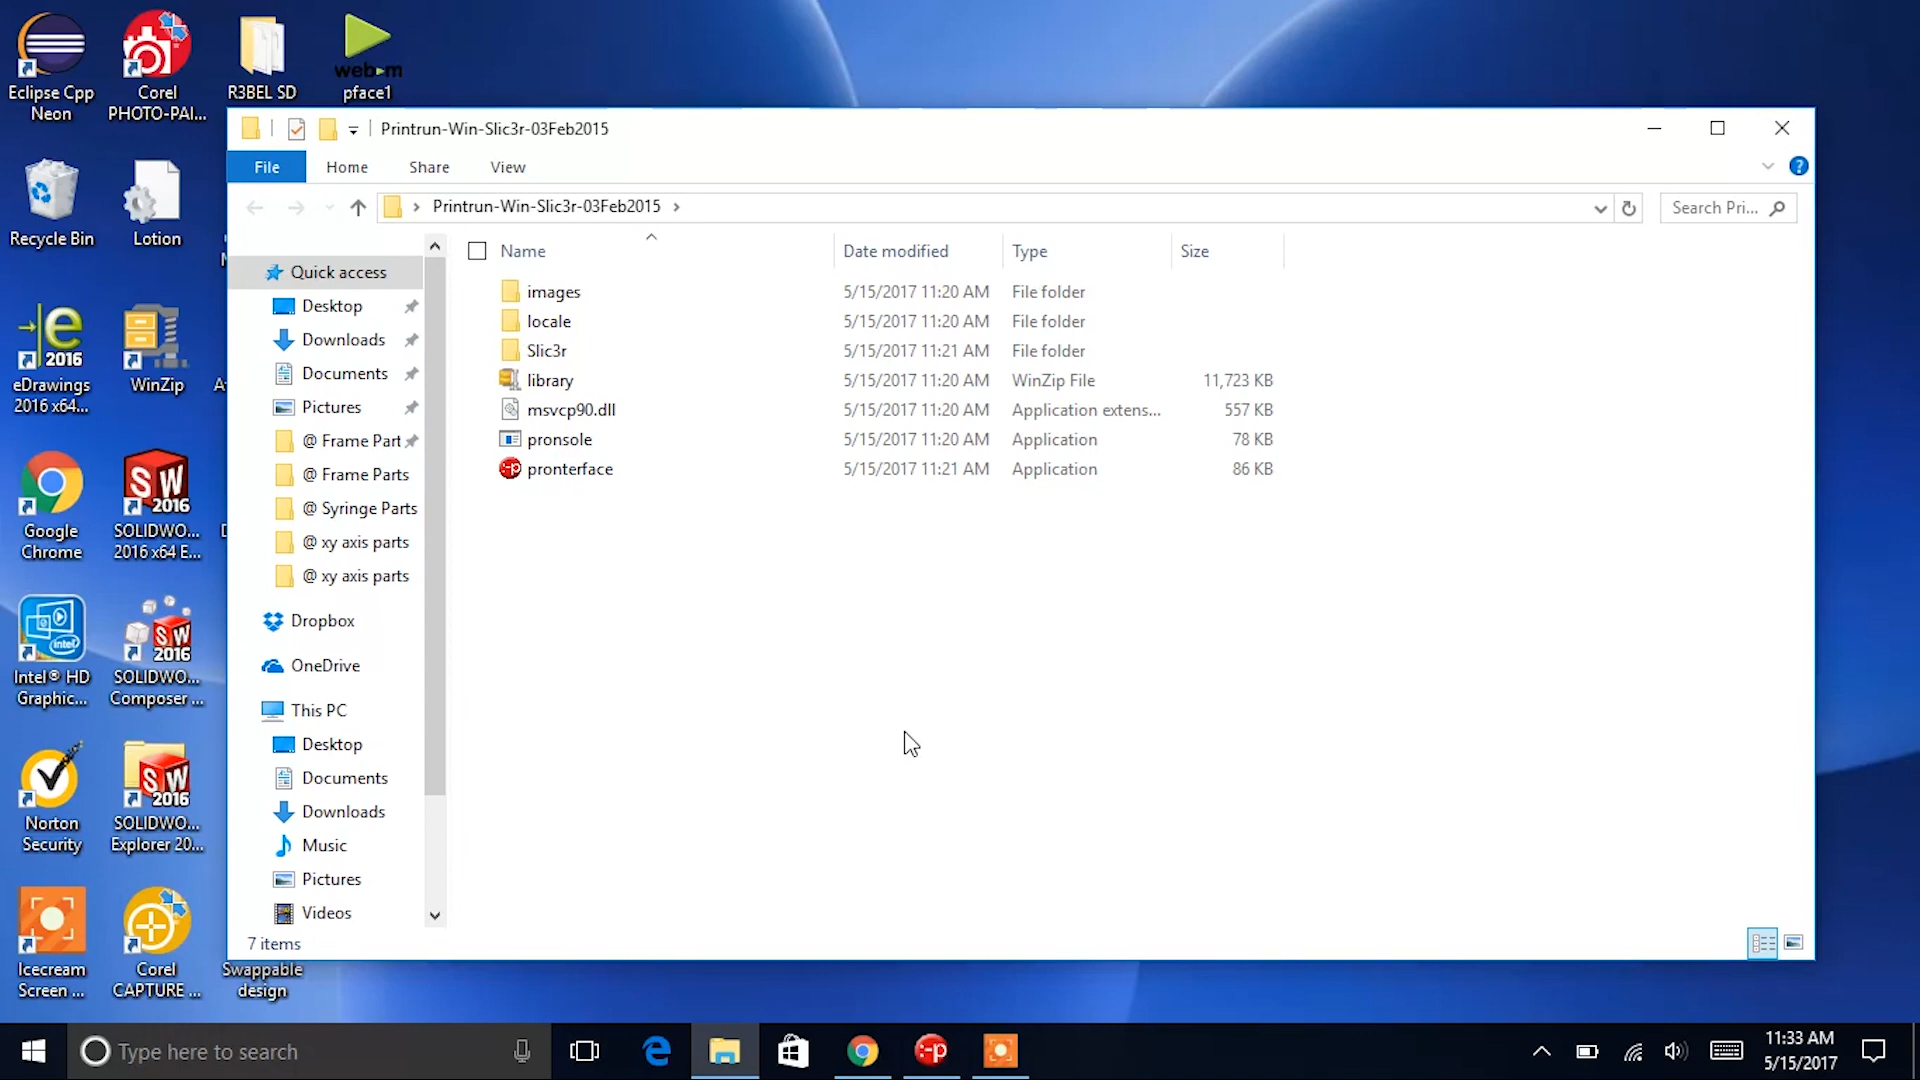 Eclipse Cpp
Neon
Corel
PHOTO-PAI...
R3BEL SD
web m
pface1
Recycle Bin
Lotion
e
2016
eDrawings
2016 x64...
WinZip
Google
Chrome
SW
2016
SOLIDWO...
2016 x64 E...
intel
Intel® HD
Graphic...
SW
2016
SOLIDWO...
Composer ...
Norton
Security
SW
2016
SOLIDWO...
Explorer 20...
Icecream
Screen ...
Corel
CAPTURE ...
Swappable
design
Printrun-Win-Slic3r-03Feb2015
File
Home
Share
View
?
Printrun-Win-Slic3r-03Feb2015
Search Pri...
Quick access
Desktop
Downloads
Documents
Pictures
@ Frame Part
@ Frame Parts
@ Syringe Parts
@ xy axis parts
@ xy axis parts
Dropbox
OneDrive
This PC
Desktop
Documents
Downloads
Music
Pictures
Videos
Name Date modified Type Size
images 5/15/2017 11:20 AM File folder
locale 5/15/2017 11:20 AM File folder
Slic3r 5/15/2017 11:21 AM File folder
library 5/15/2017 11:20 AM WinZip File 11,723 KB
msvcp90.dll 5/15/2017 11:20 AM Application extens... 557 KB
pronsole 5/15/2017 11:20 AM Application 78 KB
pronterface 5/15/2017 11:21 AM Application 86 KB
7 items
Type here to search
11:33 AM
5/15/2017